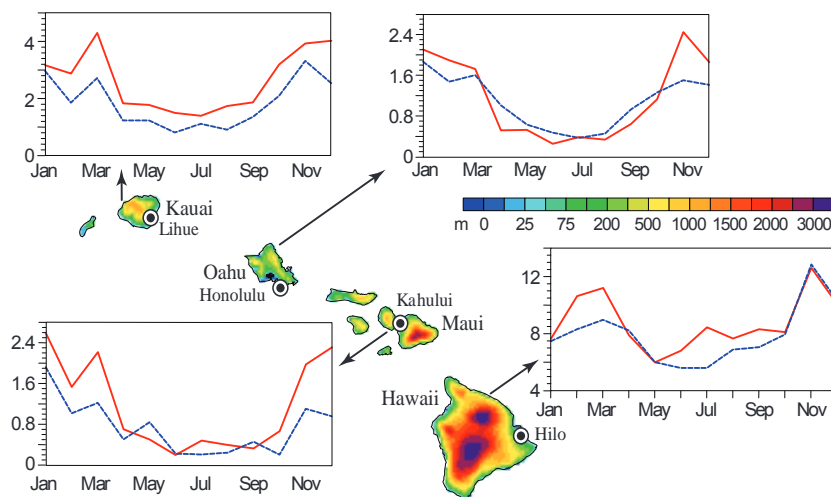 4
2
0
Jan Mar May Jul Sep Nov
2.4
1.6
0.8
0
Jan Mar May Jul Sep Nov
Kauai
Lihue
m 0 25 75 200 500 1000 1500 2000 3000
Oahu
Honolulu
Kahului
Maui
12
8
4
Jan Mar May Jul Sep Nov
2.4
1.6
0.8
0
Jan Mar May Jul Sep Nov
Hawaii
Hilo